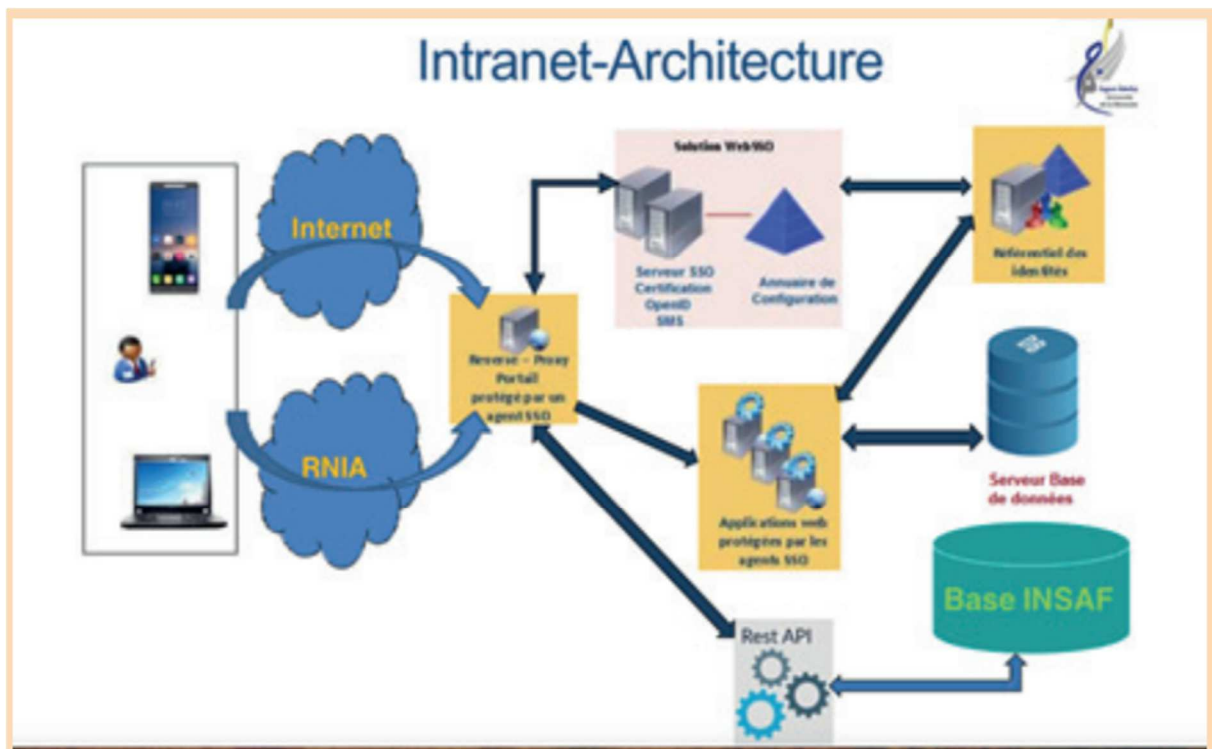 Intranet-Architecture
Internet
RNIA
Reverse – Proxy
Portail
protégé par un
agent SSO
Solution WebSSO
Serveur SSO
Certification
OpenID
SMS
Annuaire de
Configuration
Référentiel des
identités
Applications web
protégées par les
agents SSO
Serveur Base
de données
Base INSAF
Rest API